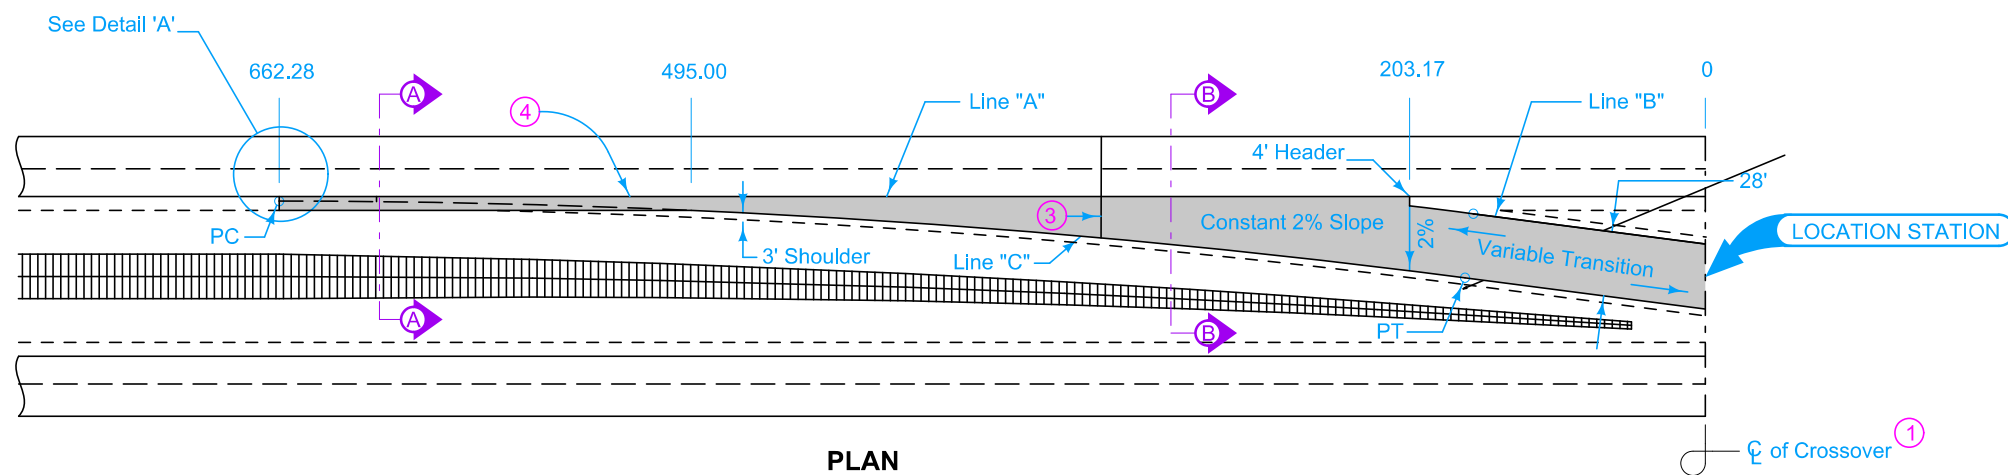 See Detail 'A'
662.28
495.00
203.17
0
A
B
4
Line "A"
Line "B"
4' Header
28'
3
Constant 2% Slope
2%
LOCATION STATION
PC
3' Shoulder
Line "C"
Variable Transition
A
B
PT
℄ of Crossover
1
PLAN